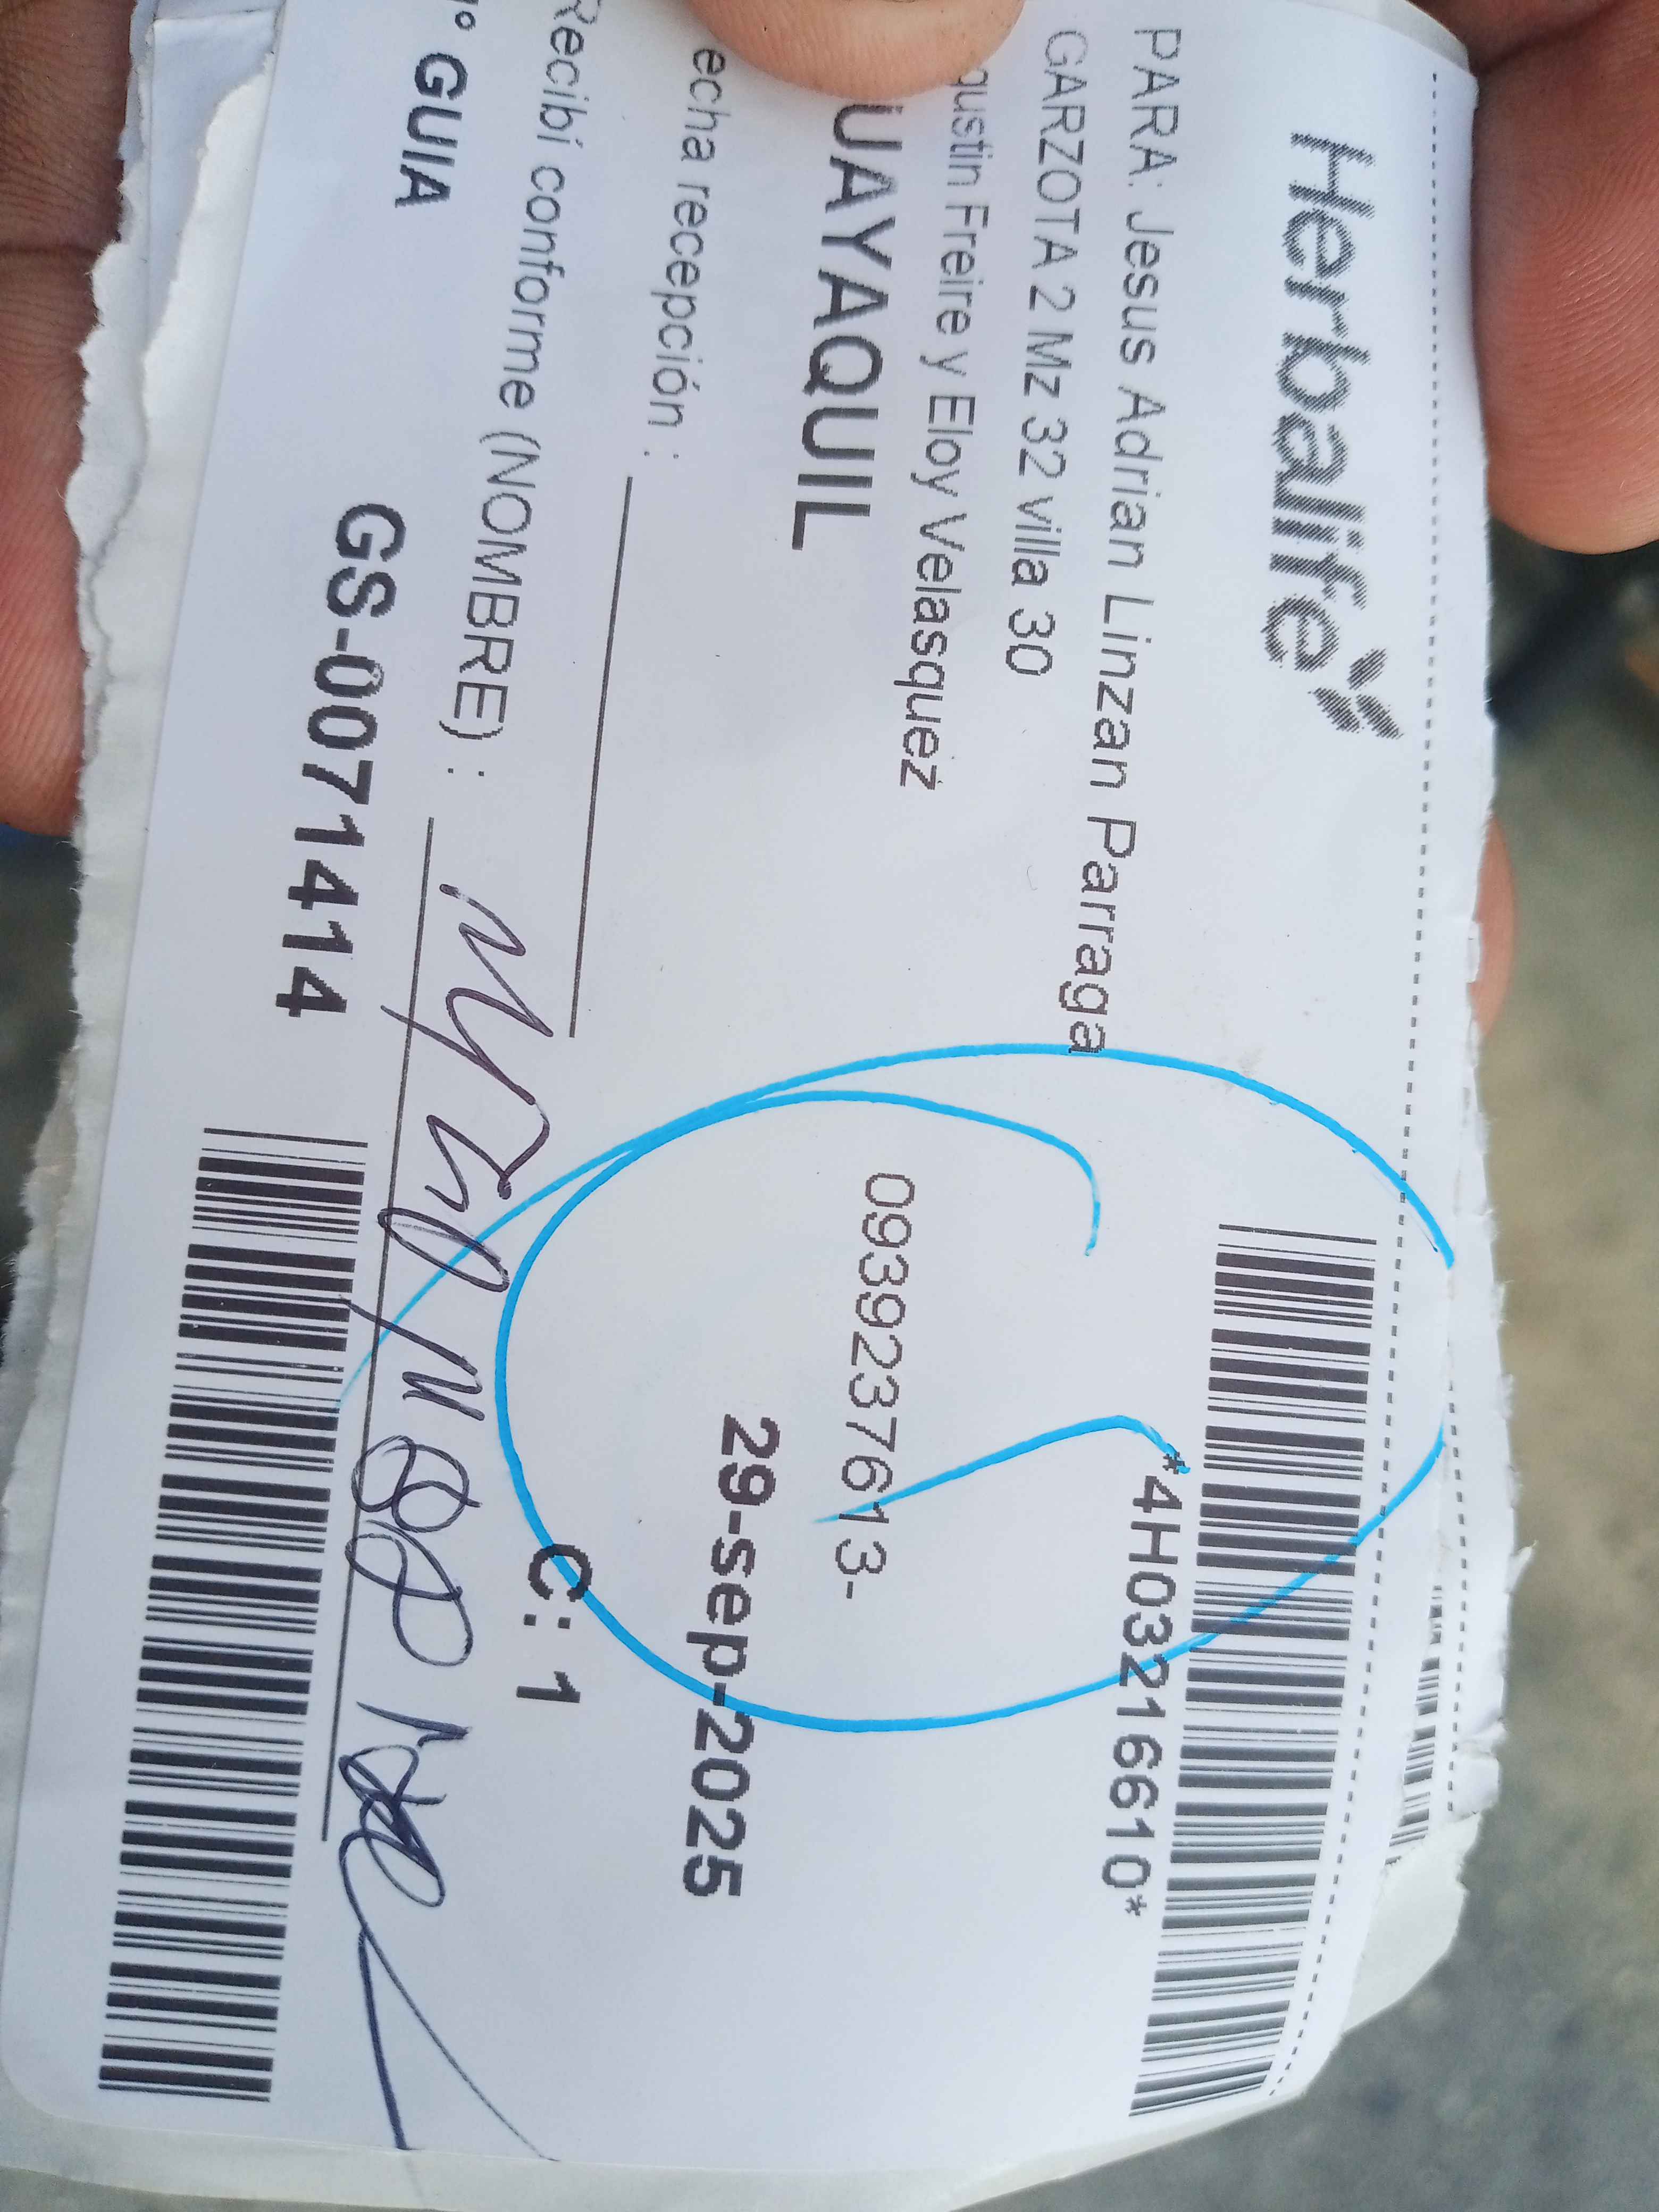 Herbalife
*4H03216610*
PARA: Jesus Adrian Linzan Parraga
GARZOTA 2 Mz 32 villa 30
gustin Freire y Eloy Velasquez
0939237613-
UAYAQUIL
29-sep-2025
echa recepción :
C: 1
Recibí conforme (NOMBRE) :
° GUIA
GS-0071414